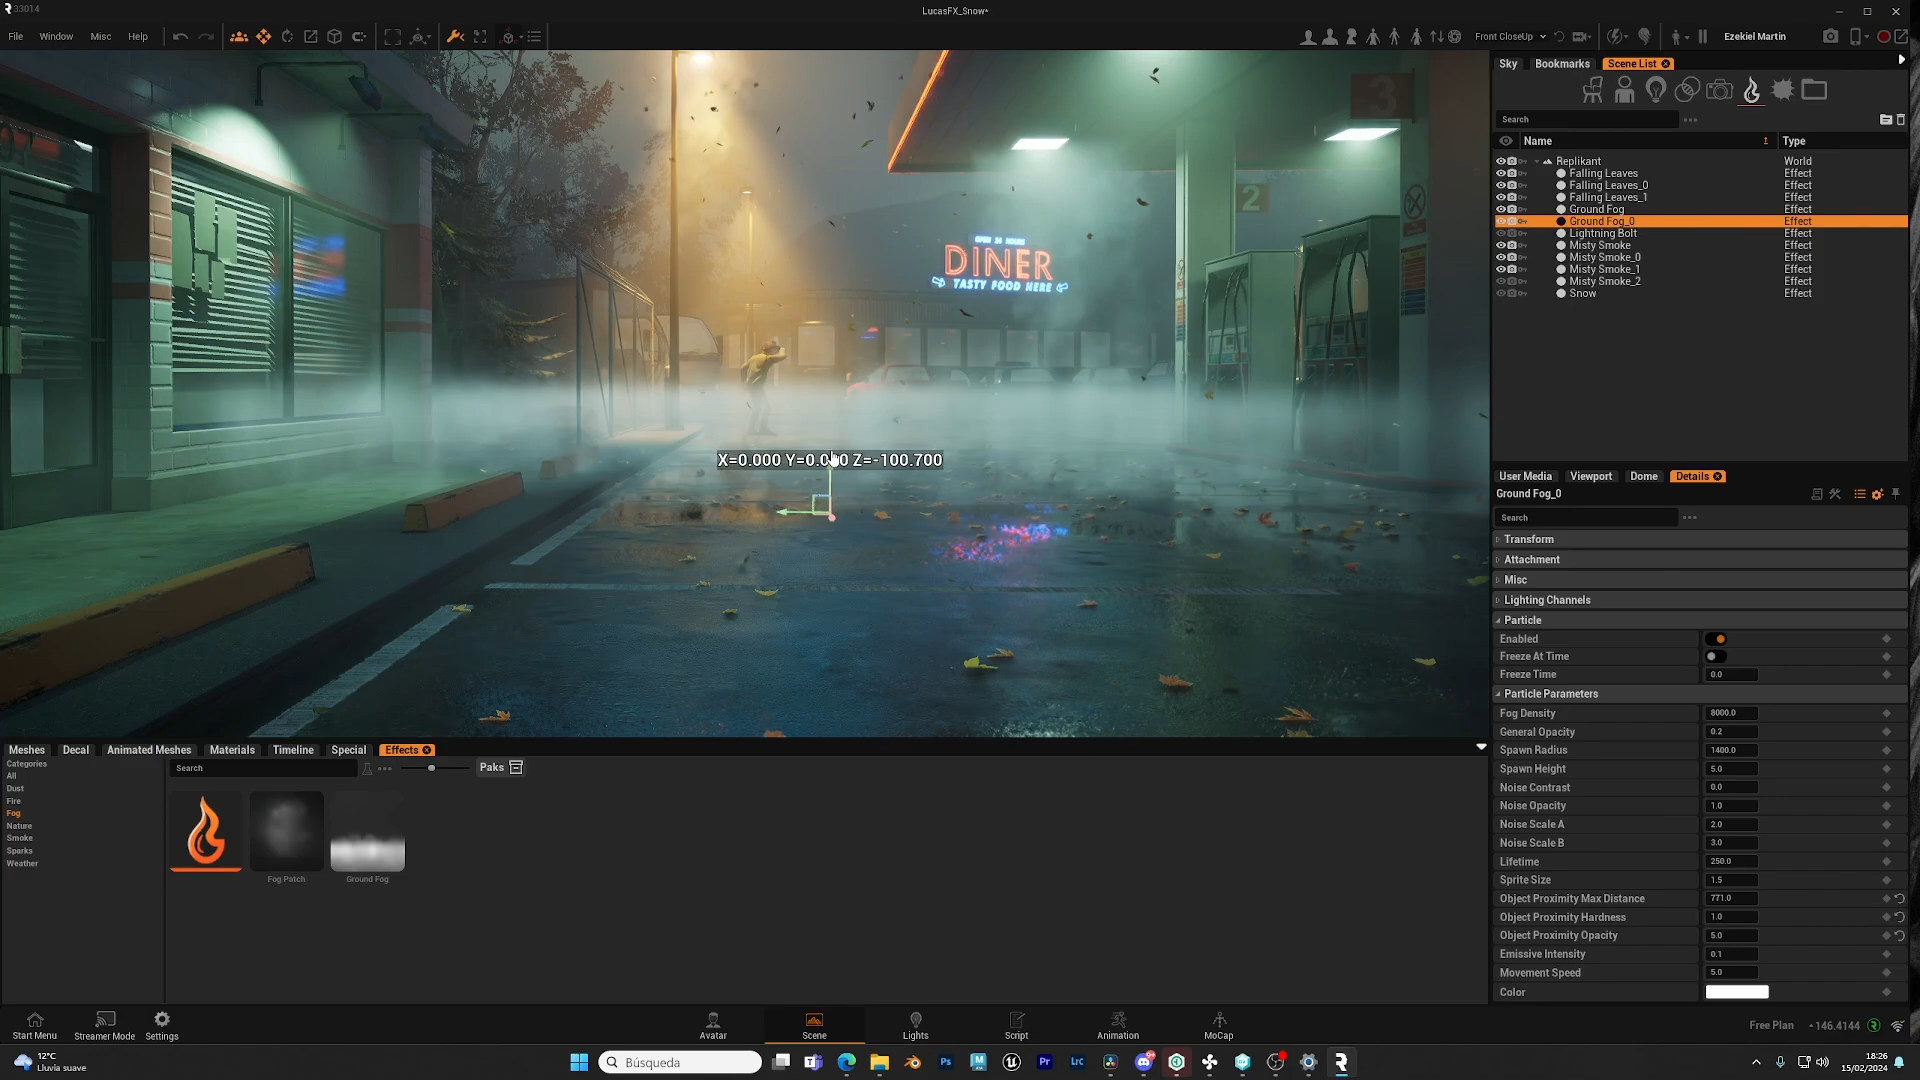 33014
LucasFX_Snow*
File Window Misc Help
Front CloseUp
Ezekiel Martin
Sky Bookmarks Scene List
Search
Name Type
Replikant World
Falling Leaves Effect
Falling Leaves_0 Effect
Falling Leaves_1 Effect
Ground Fog Effect
Ground Fog_0 Effect
Lightning Bolt Effect
Misty Smoke Effect
Misty Smoke_0 Effect
Misty Smoke_1 Effect
Misty Smoke_2 Effect
Snow Effect
3
2
OPEN 24 HOURS
DINER
TASTY FOOD HERE
X=0.000 Y=0.000 Z=-100.700
User Media Viewport Dome Details
Ground Fog_0
Search
Transform
Attachment
Misc
Lighting Channels
Particle
Enabled
Freeze At Time
Freeze Time 0.0
Particle Parameters
Fog Density 8000.0
General Opacity 0.2
Spawn Radius 1400.0
Spawn Height 5.0
Noise Contrast 0.0
Noise Opacity 1.0
Noise Scale A 2.0
Noise Scale B 3.0
Lifetime 250.0
Sprite Size 1.5
Object Proximity Max Distance 771.0
Object Proximity Hardness 1.0
Object Proximity Opacity 5.0
Emissive Intensity 0.1
Movement Speed 5.0
Color
Meshes Decal Animated Meshes Materials Timeline Special Effects
Categories
All
Dust
Fire
Fog
Nature
Smoke
Sparks
Weather
Search
Paks
Fog Patch
Ground Fog
Start Menu
Streamer Mode
Settings
Avatar
Scene
Lights
Script
Animation
MoCap
Free Plan
146.4144
12°C
Lluvia suave
Búsqueda
Ps
Pr
Lrc
18:26
15/02/2024